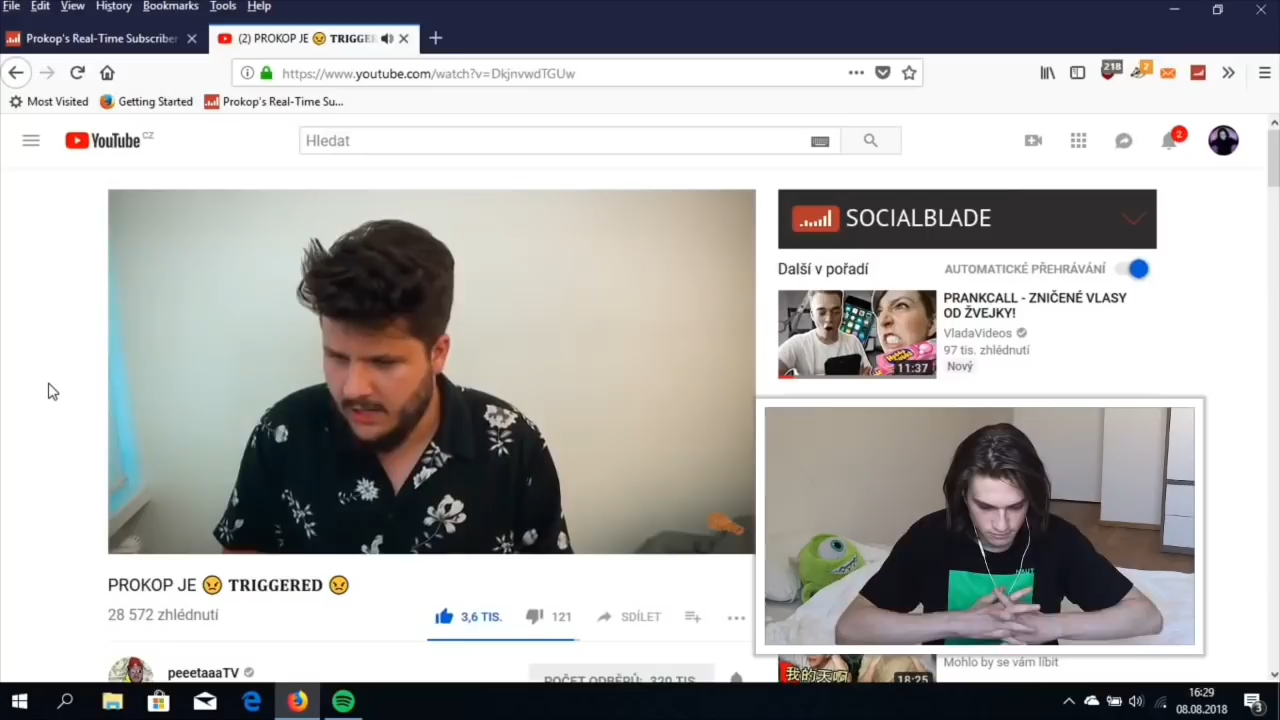 File Edit View History Bookmarks Tools Help
Prokop's Real-Time Subscriber
(2) PROKOP JE 😠 TRIGGER
https://www.youtube.com/watch?v=DkjnvwdTGUw
218
7
Most Visited Getting Started Prokop's Real-Time Su...
YouTube CZ
Hledat
2
SOCIALBLADE
Další v pořadí
AUTOMATICKÉ PŘEHRÁVÁNÍ
PRANKCALL - ZNIČENÉ VLASY
OD ŽVEJKY!
VladaVideos
97 tis. zhlédnutí
Nový
11:37
PROKOP JE 😠 TRIGGERED 😠
28 572 zhlédnutí
3,6 TIS. 121 SDÍLET
peeetaaaTV
POČET ODBĚRŮ: 320 TIS.
Mohlo by se vám líbit
我的天啊
18:25
16:29
08.08.2018
3